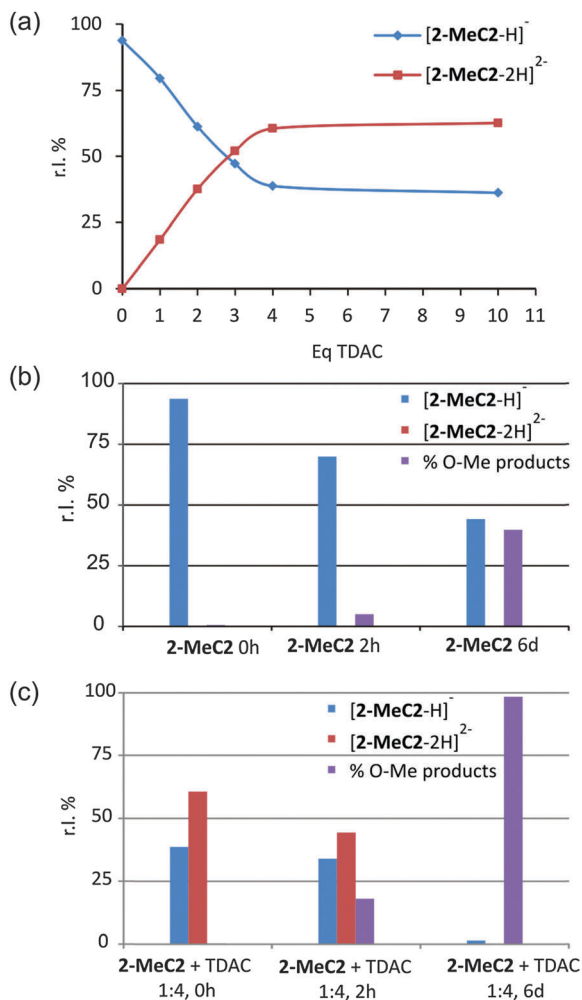 (a)
100
75
50
25
0
r.l. %
[2-MeC2-H]⁻
[2-MeC2-2H]²⁻
0 1 2 3 4 5 6 7 8 9 10 11
Eq TDAC
(b)
100
75
50
25
0
r.l. %
[2-MeC2-H]⁻
[2-MeC2-2H]²⁻
% O-Me products
2-MeC2 0h 2-MeC2 2h 2-MeC2 6d
(c)
100
75
50
25
0
r.l. %
[2-MeC2-H]⁻
[2-MeC2-2H]²⁻
% O-Me products
2-MeC2 + TDAC 2-MeC2 + TDAC 2-MeC2 + TDAC
1:4, 0h 1:4, 2h 1:4, 6d